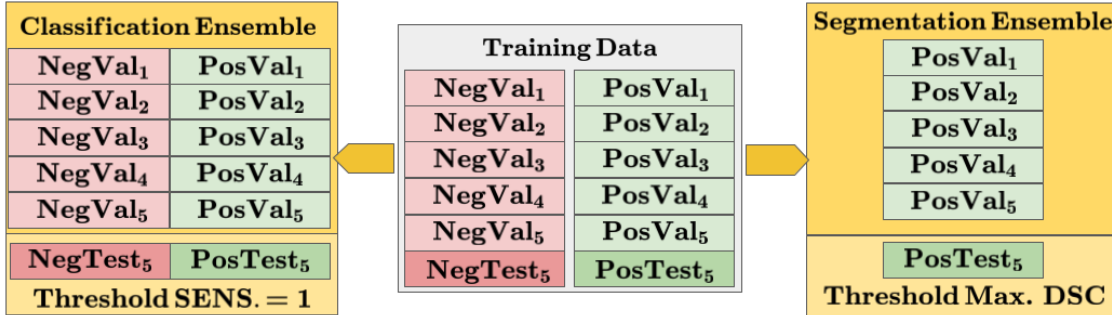 Classification Ensemble
NegVal₁ PosVal₁
NegVal₂ PosVal₂
NegVal₃ PosVal₃
NegVal₄ PosVal₄
NegVal₅ PosVal₅
NegTest₅ PosTest₅
Threshold SENS. = 1
Training Data
NegVal₁ PosVal₁
NegVal₂ PosVal₂
NegVal₃ PosVal₃
NegVal₄ PosVal₄
NegVal₅ PosVal₅
NegTest₅ PosTest₅
Segmentation Ensemble
PosVal₁
PosVal₂
PosVal₃
PosVal₄
PosVal₅
PosTest₅
Threshold Max. DSC